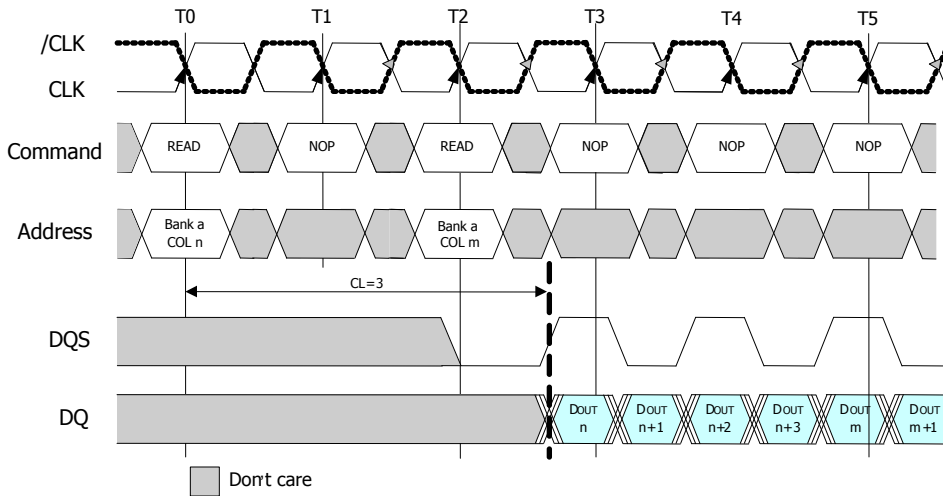 T0 T1 T2 T3 T4 T5
/CLK
CLK
Command READ NOP READ NOP NOP NOP
Address Bank a COL n Bank a COL m
CL=3
DQS
DQ DOUT n DOUT n+1 DOUT n+2 DOUT n+3 DOUT m DOUT m+1
Don't care